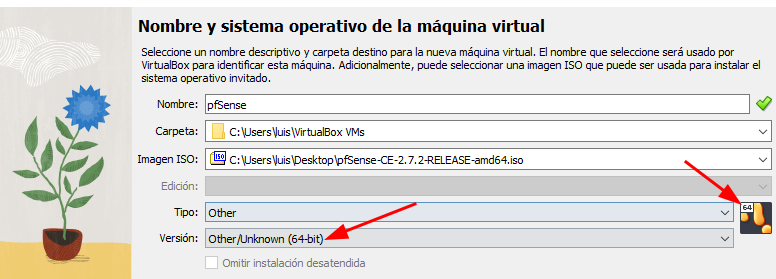 Nombre y sistema operativo de la máquina virtual
Seleccione un nombre descriptivo y carpeta destino para la nueva máquina virtual. El nombre que seleccione será usado por
VirtualBox para identificar esta máquina. Adicionalmente, puede seleccionar una imagen ISO que puede ser usada para instalar el
sistema operativo invitado.
Nombre: pfSense
Carpeta: C:\Users\luis\VirtualBox VMs
Imagen ISO: ISO C:\Users\luis\Desktop\pfSense-CE-2.7.2-RELEASE-amd64.iso
Edición:
Tipo: Other 64
Versión: Other/Unknown (64-bit)
Omitir instalación desatendida